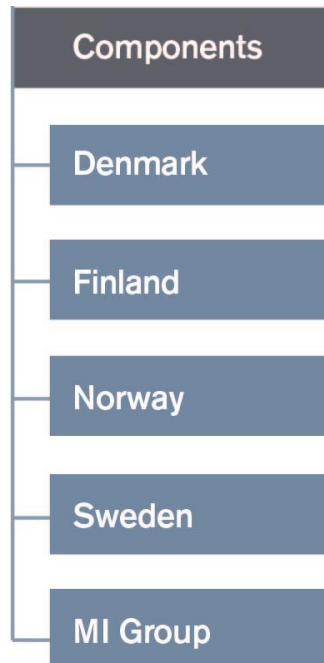 Components
Denmark
Finland
Norway
Sweden
MI Group